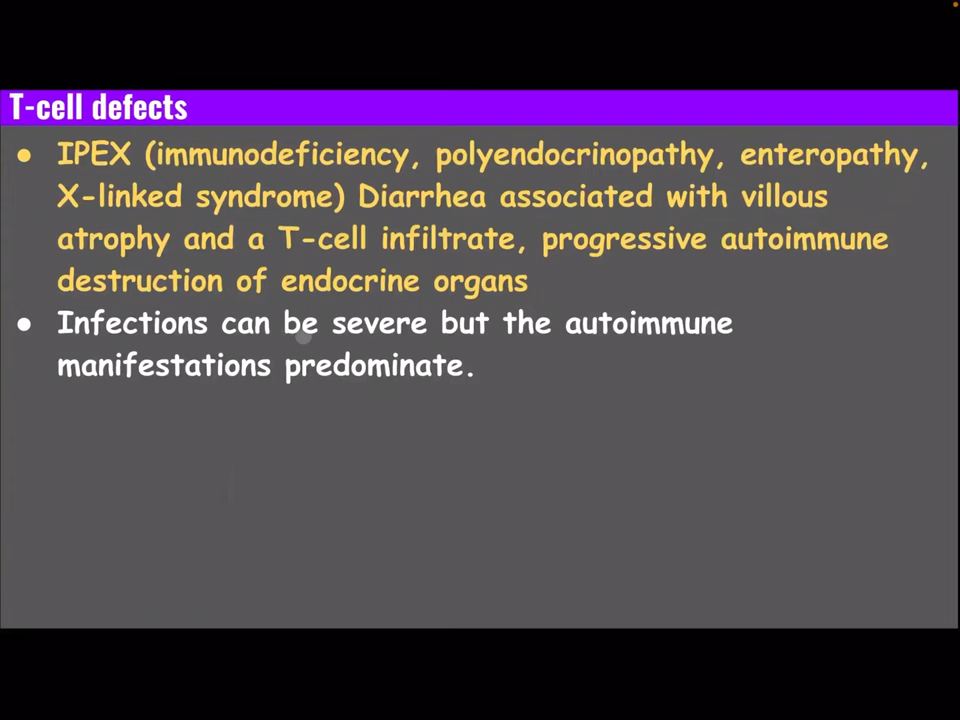 T-cell defects
● IPEX (immunodeficiency, polyendocrinopathy, enteropathy,
X-linked syndrome) Diarrhea associated with villous
atrophy and a T-cell infiltrate, progressive autoimmune
destruction of endocrine organs
● Infections can be severe but the autoimmune
manifestations predominate.